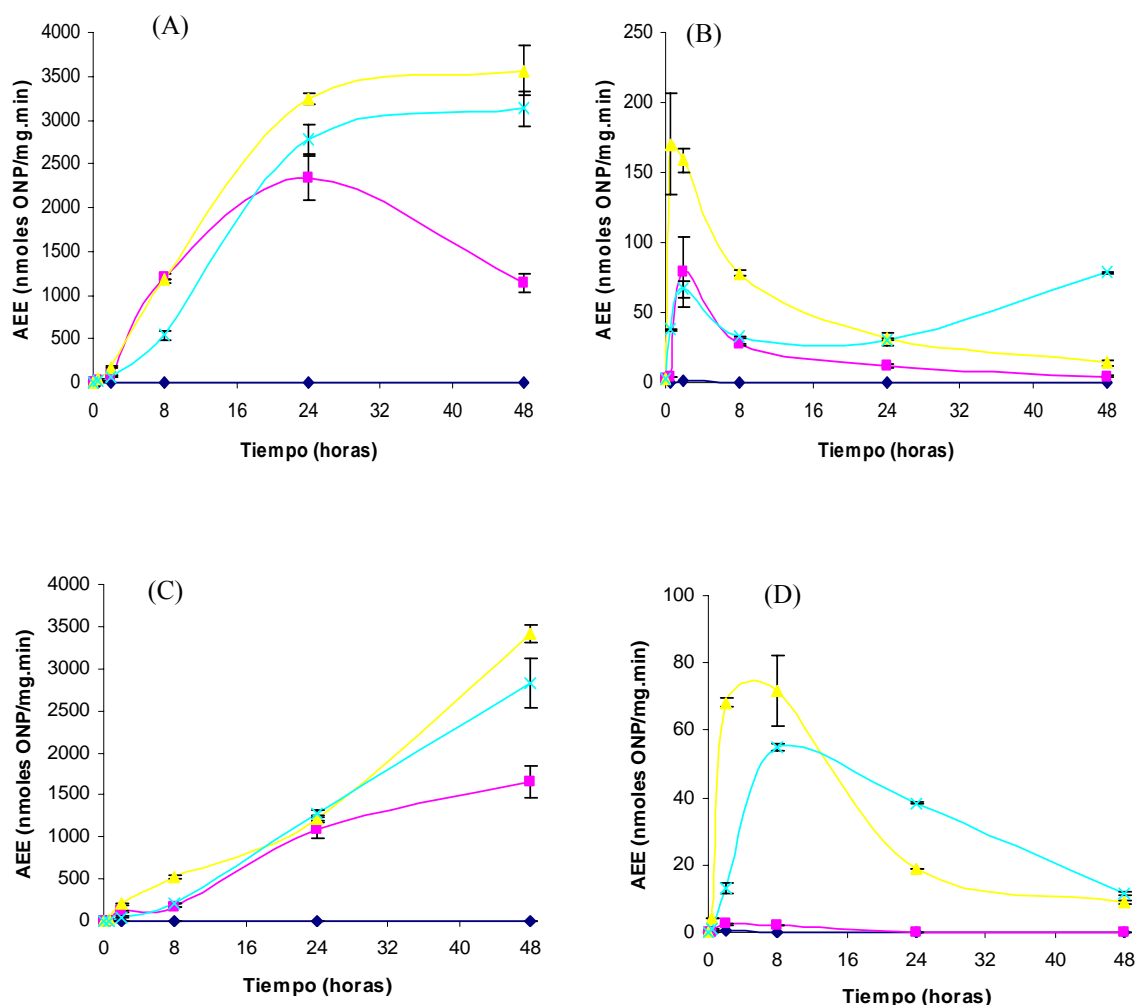 (A)
AEE (nmoles ONP/mg.min)
4000
3500
3000
2500
2000
1500
1000
500
0
0 8 16 24 32 40 48
Tiempo (horas)
(B)
AEE (nmoles ONP/mg.min)
250
200
150
100
50
0
0 8 16 24 32 40 48
Tiempo (horas)
(C)
AEE (nmoles ONP/mg.min)
4000
3500
3000
2500
2000
1500
1000
500
0
0 8 16 24 32 40 48
Tiempo (horas)
(D)
AEE (nmoles ONP/mg.min)
100
80
60
40
20
0
0 8 16 24 32 40 48
Tiempo (horas)